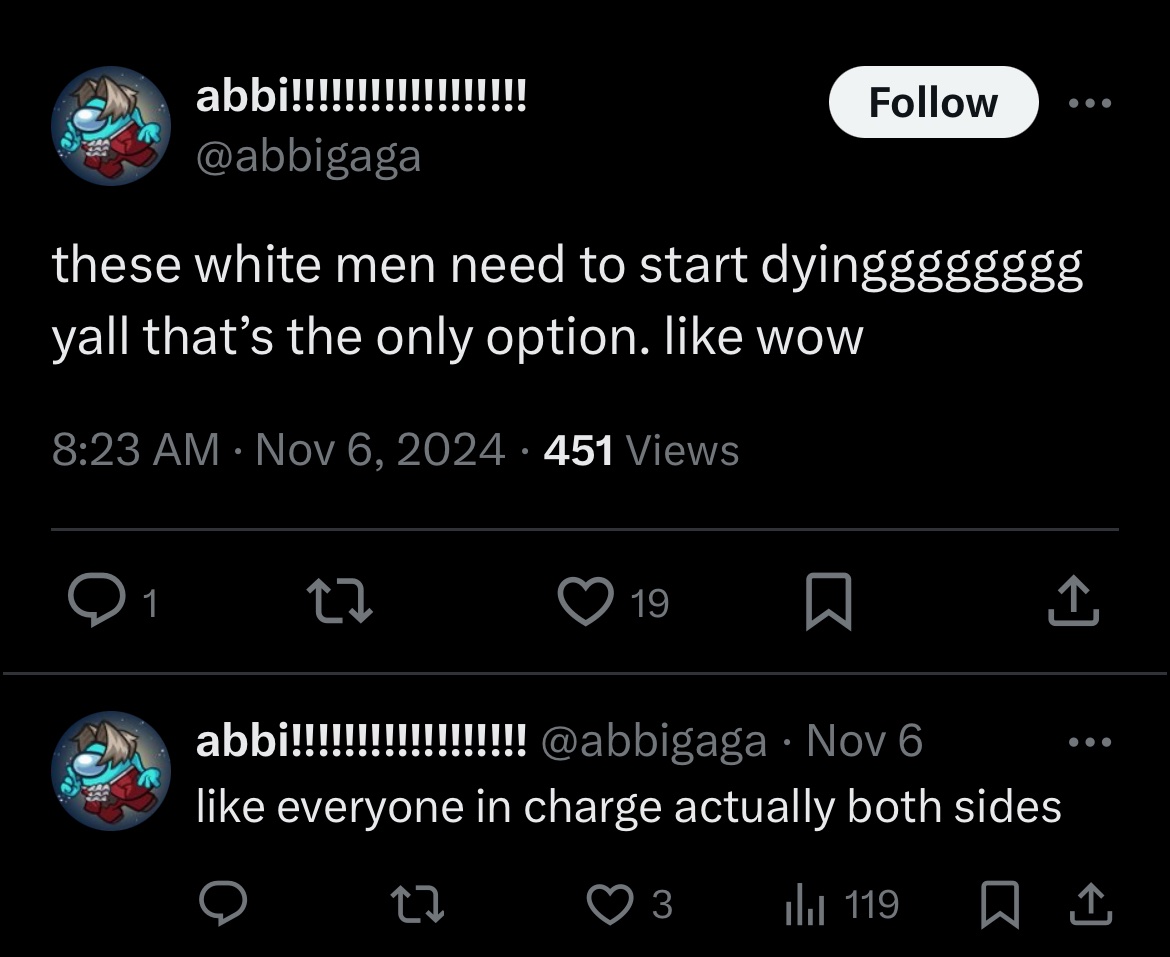 abbi!!!!!!!!!!!!!!!!!!
Follow
@abbigaga
these white men need to start dyingggggggg
yall that’s the only option. like wow
8:23 AM · Nov 6, 2024 · 451 Views
1 19
abbi!!!!!!!!!!!!!!!!!! @abbigaga · Nov 6
like everyone in charge actually both sides
3 119